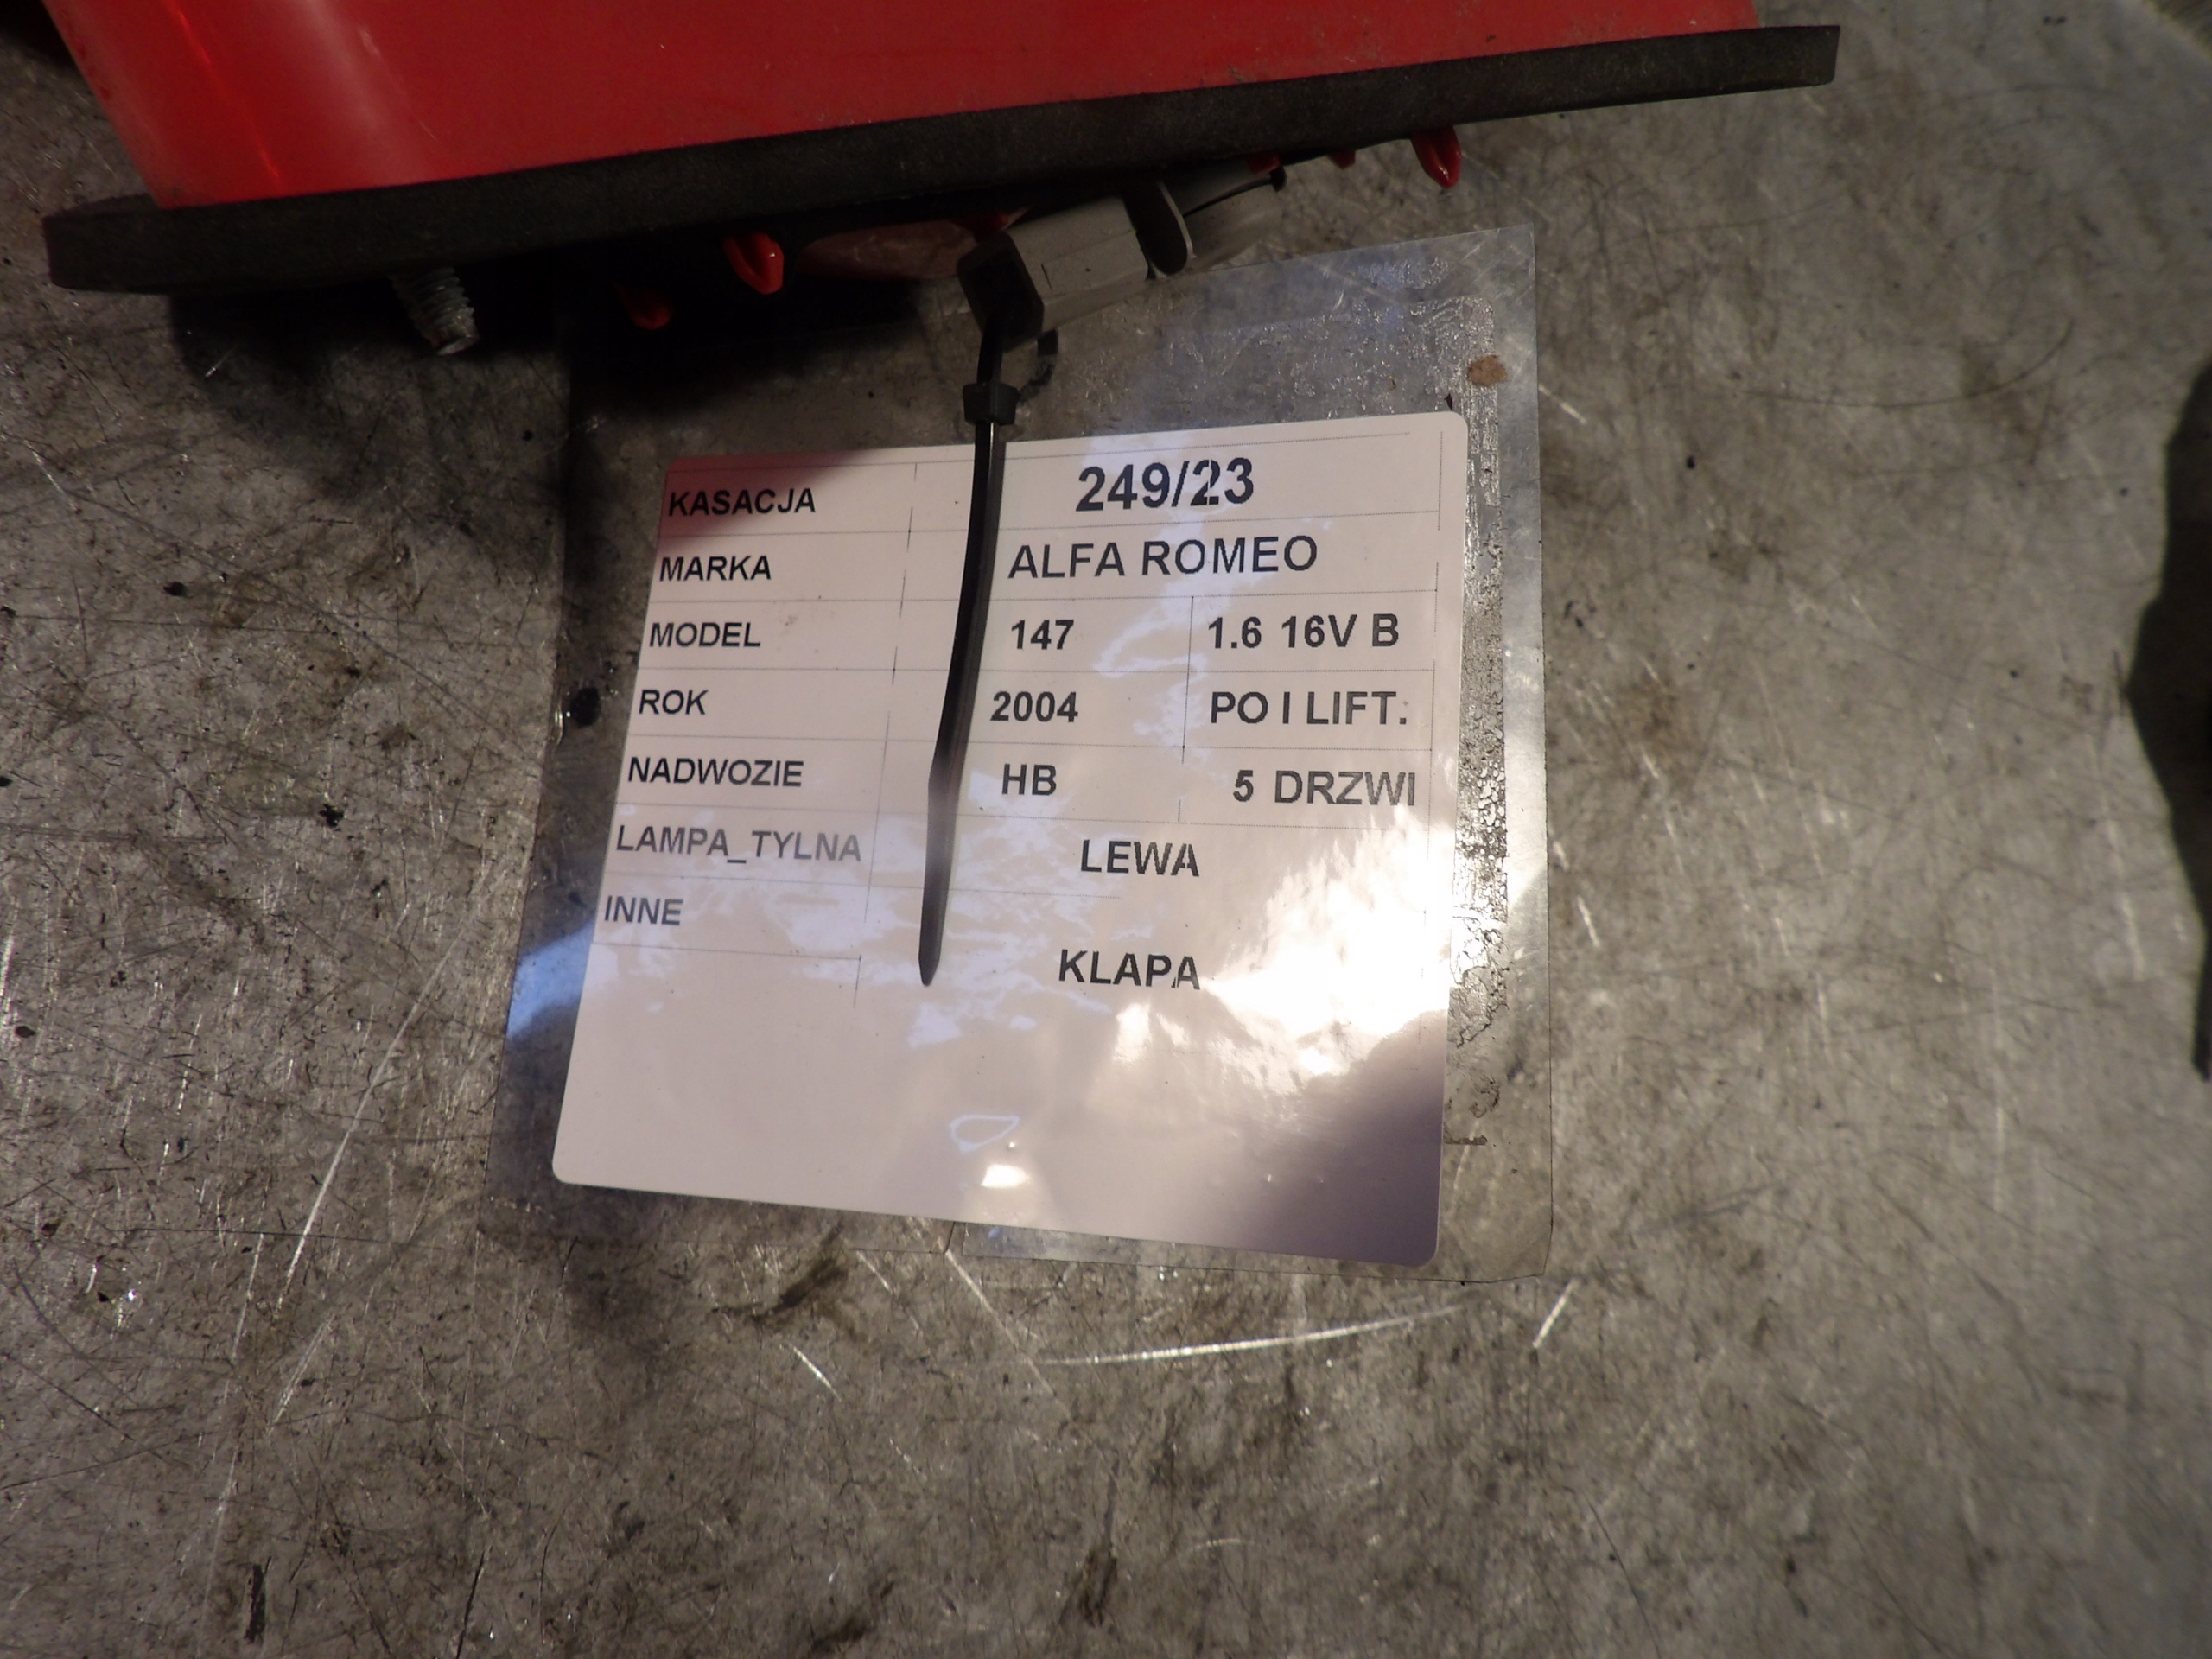 KASACJA 249/23
MARKA ALFA ROMEO
MODEL 147 1.6 16V B
ROK 2004 PO I LIFT.
NADWOZIE HB 5 DRZWI
LAMPA_TYLNA LEWA
INNE
KLAPA